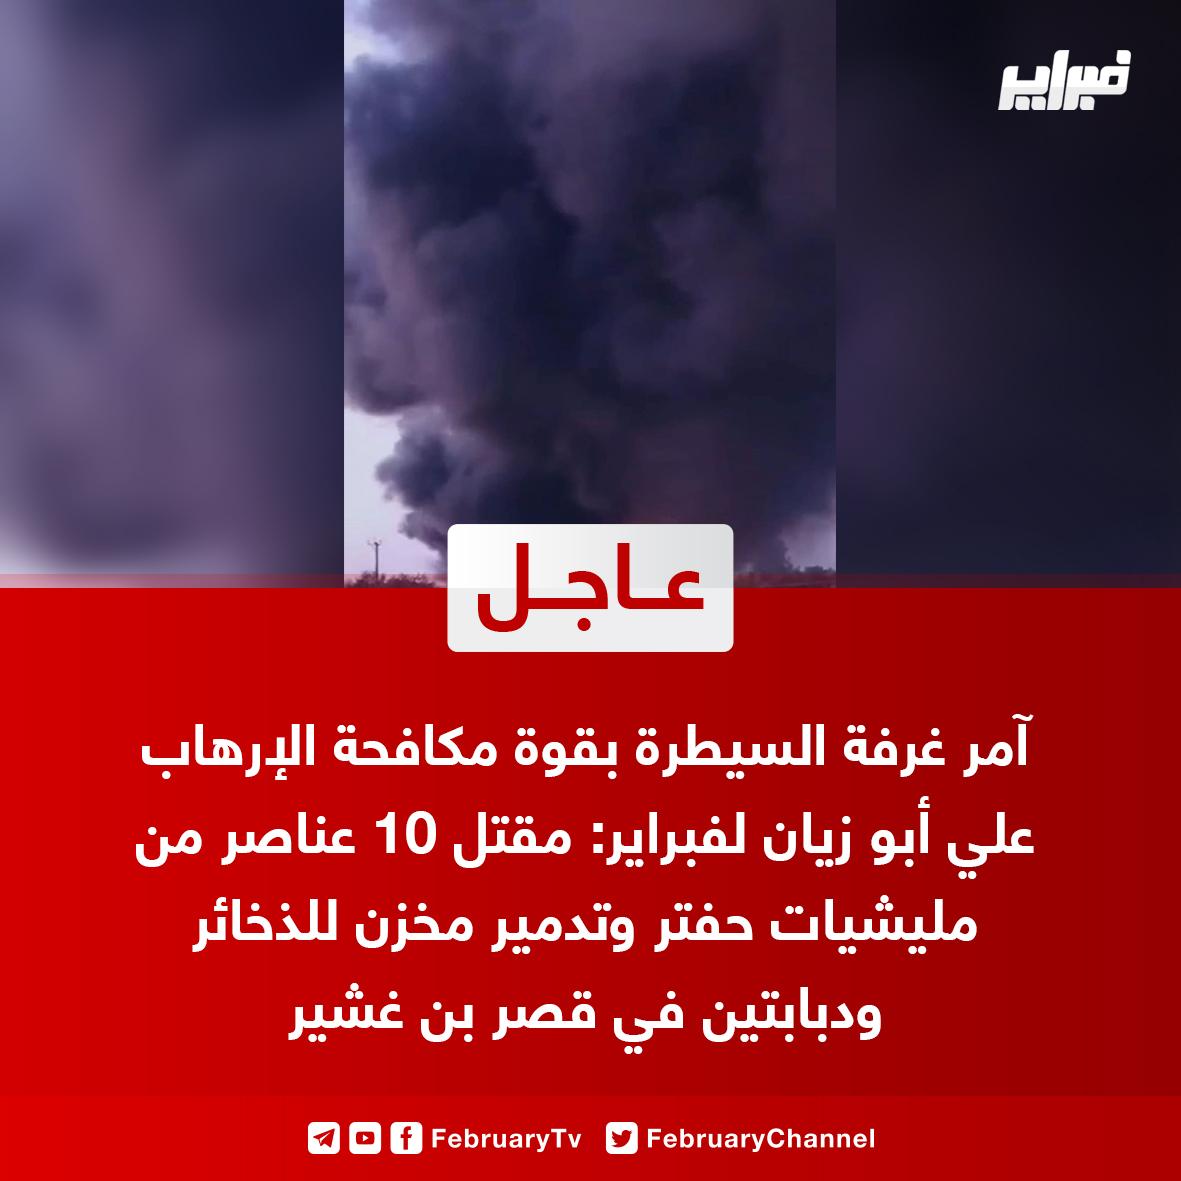 فبراير
عاجل
آمر غرفة السيطرة بقوة مكافحة الإرهاب
علي أبو زيان لفبراير: مقتل 10 عناصر من
مليشيات حفتر وتدمير مخزن للذخائر
ودبابتين في قصر بن غشير
FebruaryTv FebruaryChannel